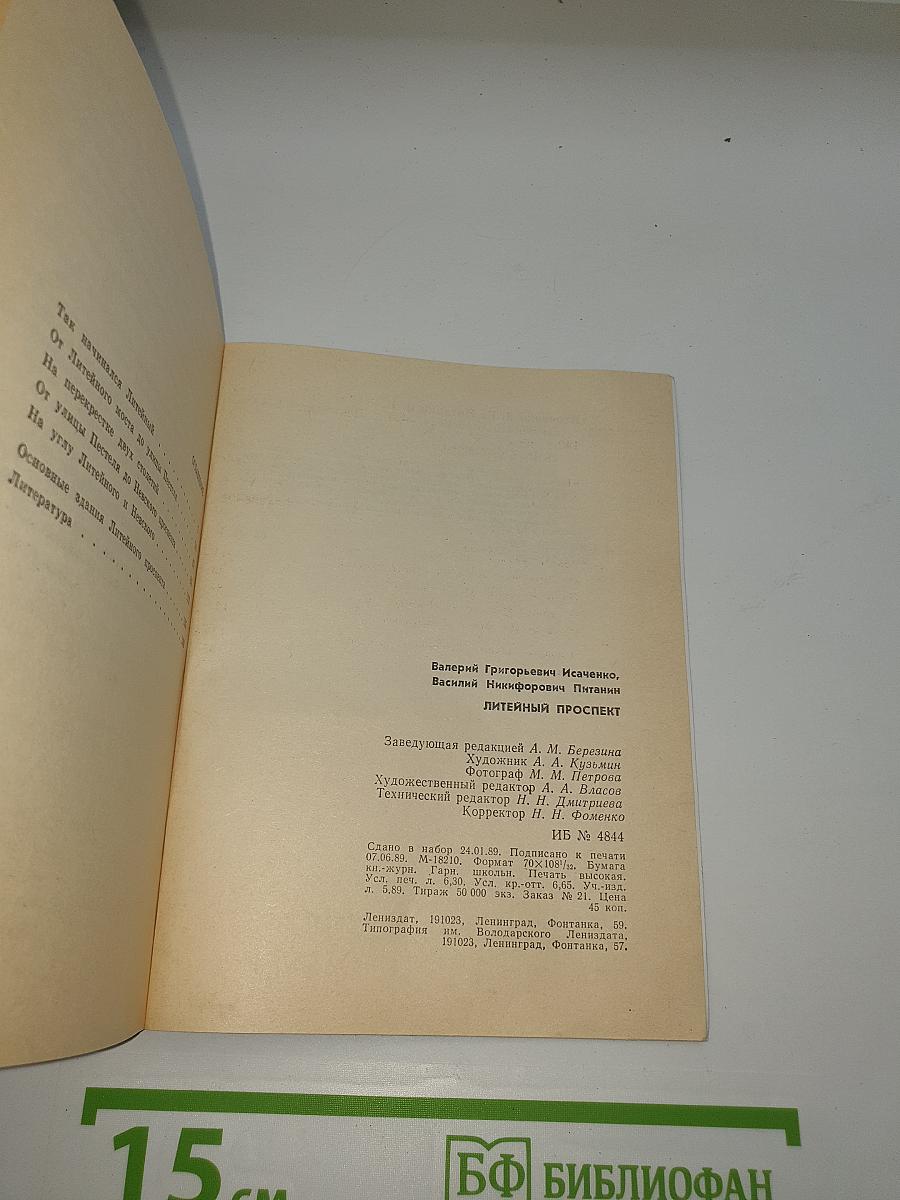 Так начинался Литейный
От Литейного моста до улицы Пестеля
На перекрестке двух столетий
От улицы Пестеля до Невского проспекта
На углу Литейного и Невского
Основные здания Литейного проспекта
Литература
Валерий Григорьевич Исаченко,
Василий Никифорович Питанин
ЛИТЕЙНЫЙ ПРОСПЕКТ
Заведующая редакцией А. М. Березина
Художник А. А. Кузьмин
Фотограф М. М. Петрова
Художественный редактор А. А. Власов
Технический редактор Н. Н. Дмитриева
Корректор Н. Н. Фоменко
ИБ № 4844
Сдано в набор 24.01.89. Подписано к печати
07.06.89. М-18210. Формат 70×108¹/₃₂. Бумага
кн.-журн. Гарн. школьн. Печать высокая.
Усл. печ. л. 6,30. Усл. кр.-отт. 6,65. Уч.-изд.
л. 5,89. Тираж 50 000 экз. Заказ № 21. Цена
45 коп.
Лениздат, 191023, Ленинград, Фонтанка, 59.
Типография им. Володарского Лениздата,
191023, Ленинград, Фонтанка, 57.
15 см
БФ БИБЛИОФАН